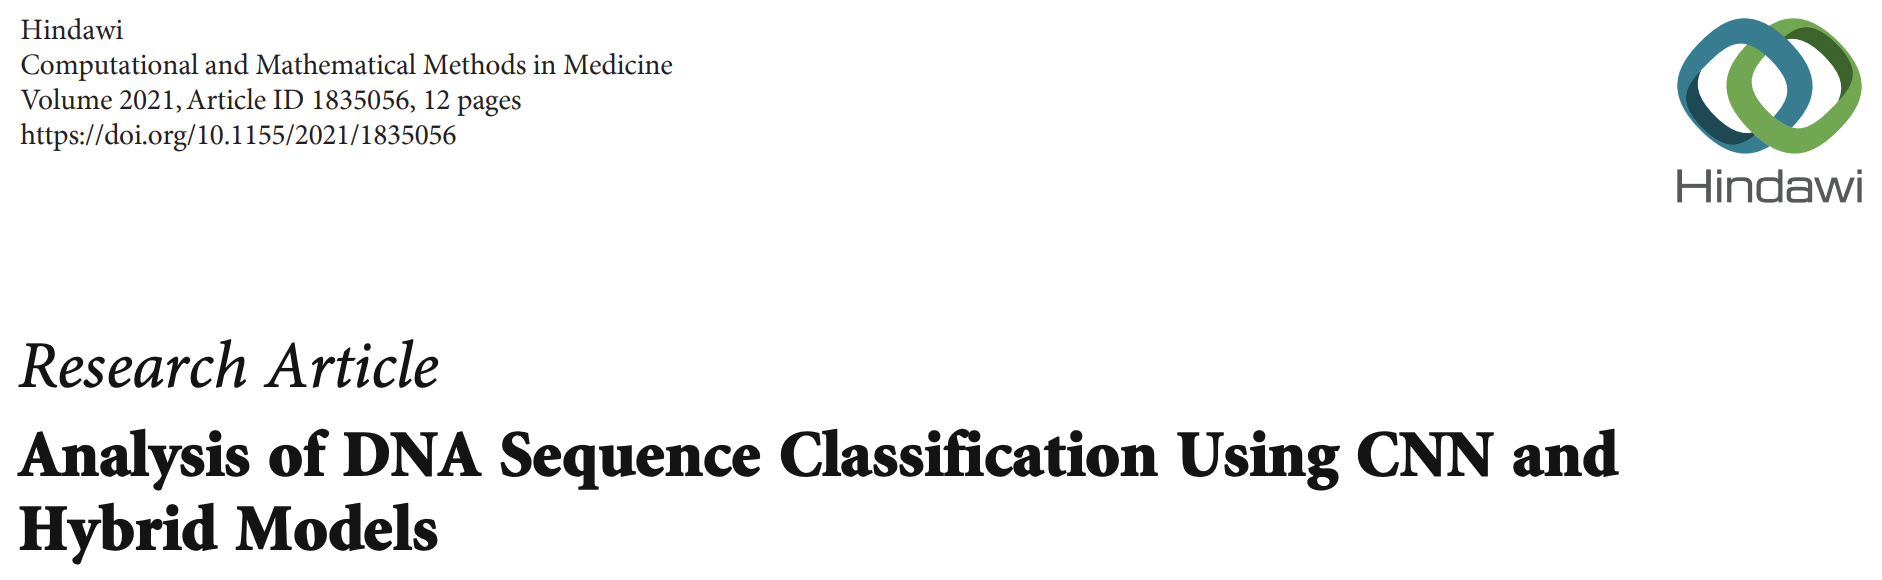 Hindawi
Computational and Mathematical Methods in Medicine
Volume 2021, Article ID 1835056, 12 pages
https://doi.org/10.1155/2021/1835056
Hindawi
Research Article
Analysis of DNA Sequence Classification Using CNN and
Hybrid Models